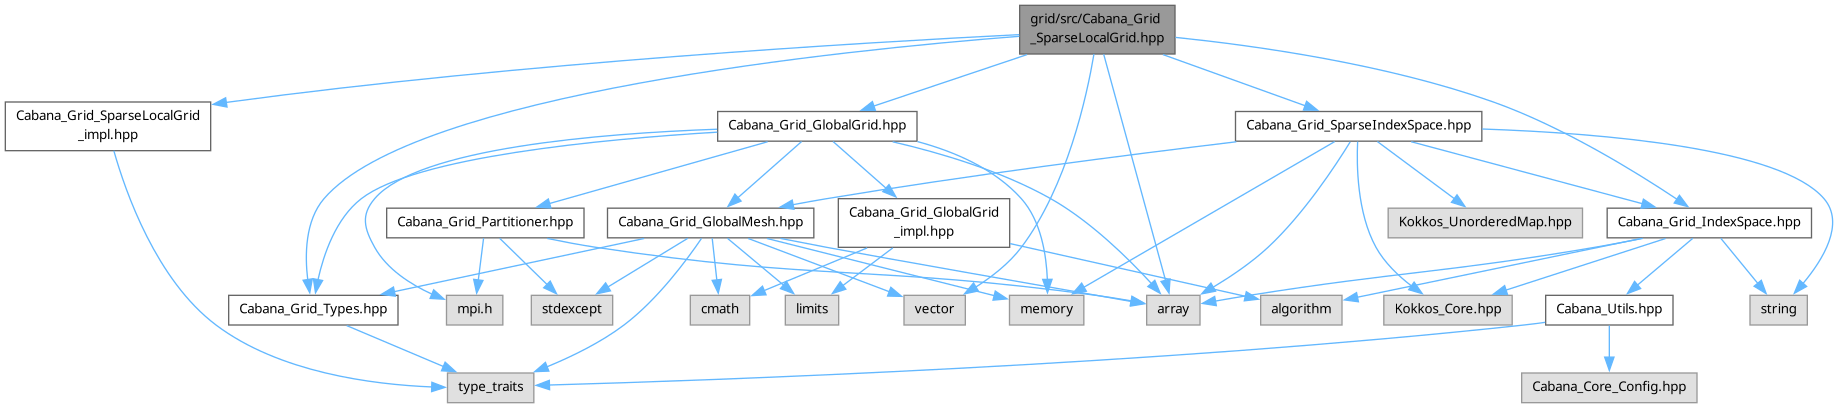 grid/src/Cabana_Grid
_SparseLocalGrid.hpp
Cabana_Grid_SparseLocalGrid
_impl.hpp
Cabana_Grid_GlobalGrid.hpp
Cabana_Grid_SparseIndexSpace.hpp
Cabana_Grid_Partitioner.hpp
Cabana_Grid_GlobalMesh.hpp
Cabana_Grid_GlobalGrid
_impl.hpp
Kokkos_UnorderedMap.hpp
Cabana_Grid_IndexSpace.hpp
Cabana_Grid_Types.hpp
mpi.h
stdexcept
cmath
limits
vector
memory
array
algorithm
Kokkos_Core.hpp
Cabana_Utils.hpp
string
type_traits
Cabana_Core_Config.hpp